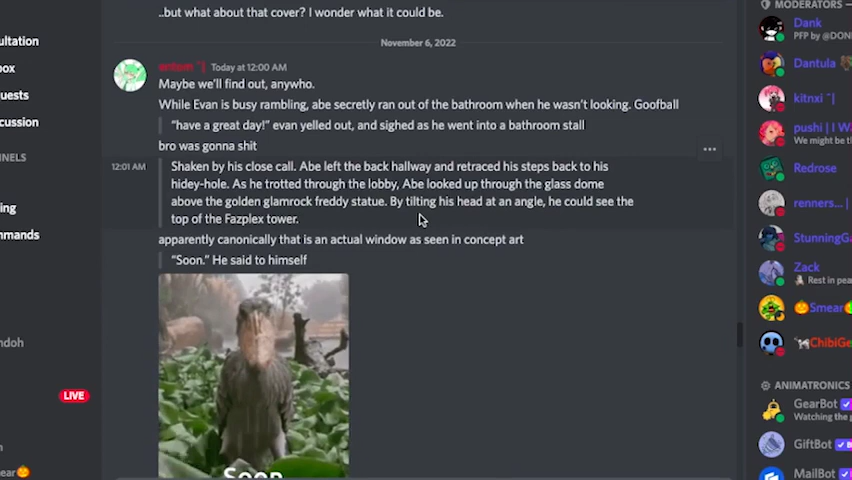 ..but what about that cover? I wonder what it could be.
November 6, 2022
Today at 12:00 AM
Maybe we'll find out, anywho.
While Evan is busy rambling, abe secretly ran out of the bathroom when he wasn't looking. Goofball
"have a great day!" evan yelled out, and sighed as he went into a bathroom stall
bro was gonna shit
12:01 AM
Shaken by his close call. Abe left the back hallway and retraced his steps back to his
hidey-hole. As he trotted through the lobby, Abe looked up through the glass dome
above the golden glamrock freddy statue. By tilting his head at an angle, he could see the
top of the Fazplex tower.
apparently canonically that is an actual window as seen in concept art
"Soon." He said to himself
Soon
ultation
box
uests
cussion
NNELS
ing
mmands
ndoh
LIVE
n
ear
MODERATORS
Dank
PFP by @DON
Dantula
kitnxi ~|
pushi | I W
We might be th
Redrose
renners... |
StunningGa
Zack
Rest in pea
Smear
ChibiGe
ANIMATRONICS
GearBot
Watching the
GiftBot
MailBot